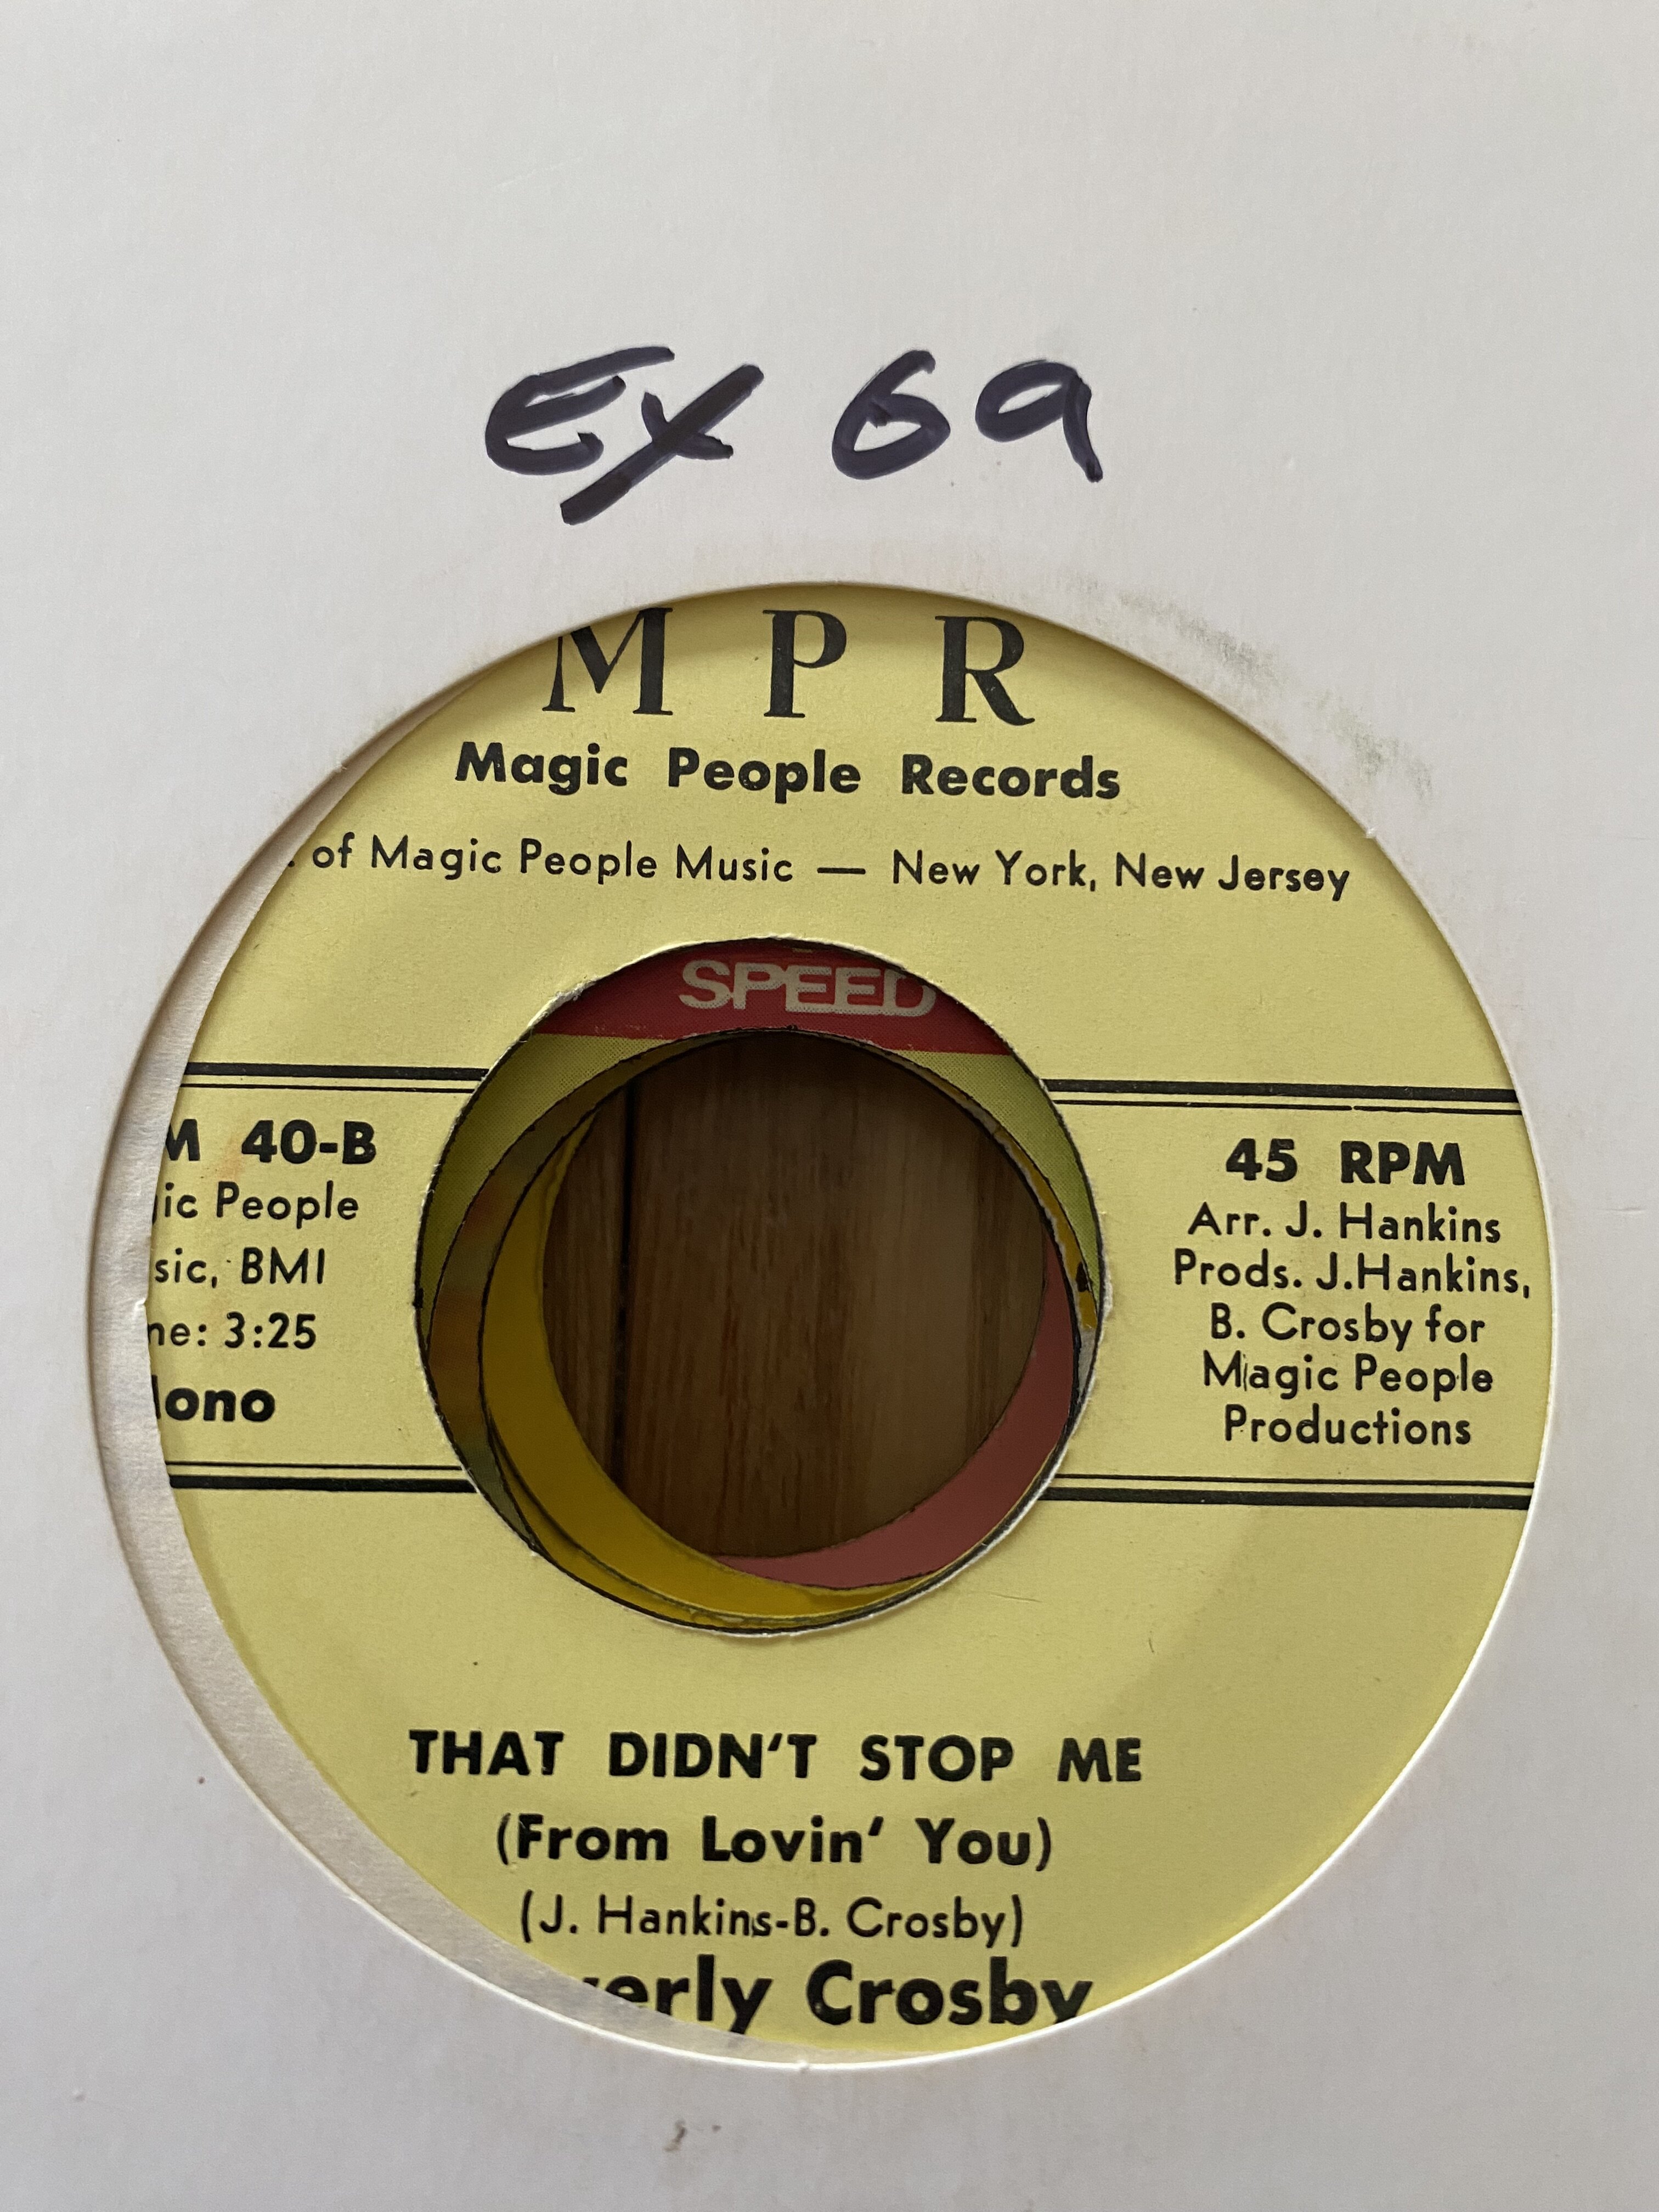 Ex 69
M P R
Magic People Records
of Magic People Music — New York, New Jersey
SPEED
40-B
People
BMI
3:25
45 RPM
Arr. J. Hankins
Prods. J.Hankins,
B. Crosby for
Magic People
Productions
THAT DIDN'T STOP ME
(From Lovin' You)
(J. Hankins-B. Crosby)
Crosby